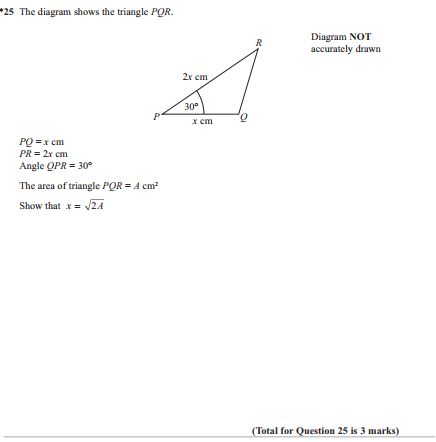 *25 The diagram shows the triangle PQR.
Diagram NOT
accurately drawn
R
2x cm
30°
P
Q
x cm
PQ = x cm
PR = 2x cm
Angle QPR = 30°
The area of triangle PQR = A cm²
Show that x = √2A
(Total for Question 25 is 3 marks)